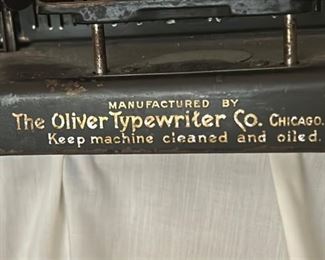 MANUFACTURED BY
The Oliver Typewriter Co. CHICAGO.
Keep machine cleaned and oiled.